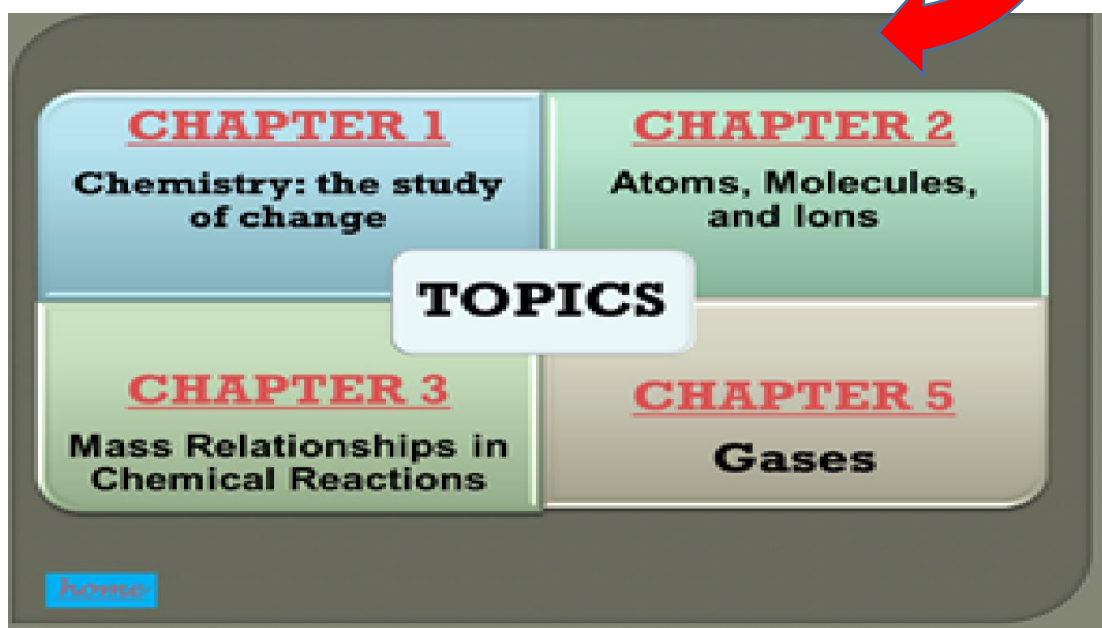 CHAPTER 1
Chemistry: the study
of change
CHAPTER 2
Atoms, Molecules,
and Ions
TOPICS
CHAPTER 3
Mass Relationships in
Chemical Reactions
CHAPTER 5
Gases
home